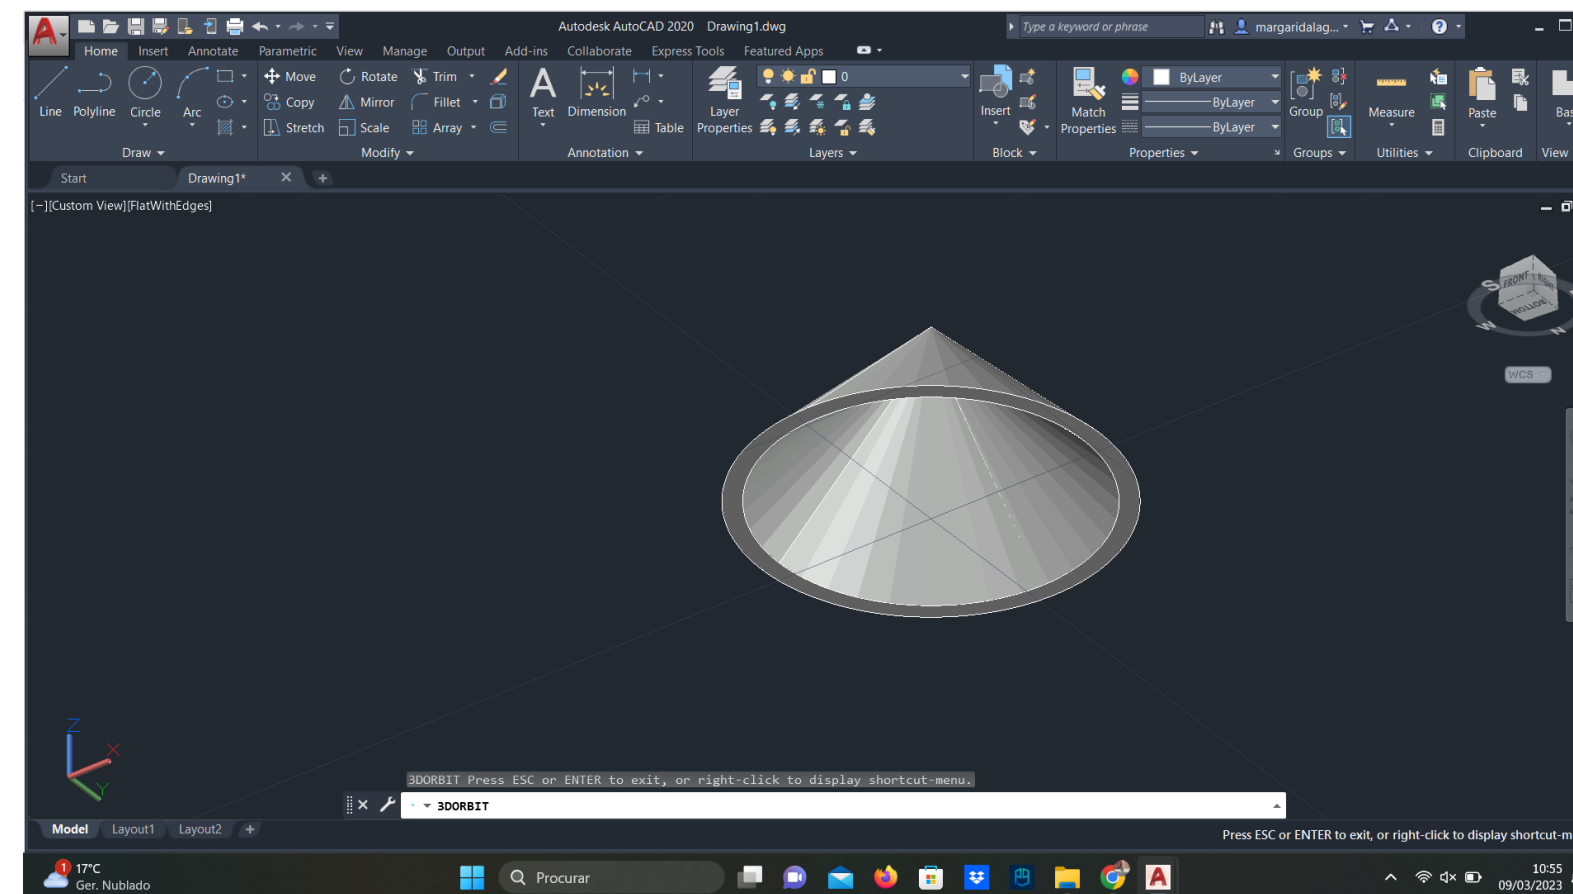 Autodesk AutoCAD 2020 Drawing1.dwg
Type a keyword or phrase
margaridalag...
Home Insert Annotate Parametric View Manage Output Add-ins Collaborate Express Tools Featured Apps
Line Polyline Circle Arc
Draw
Move Rotate Trim
Copy Mirror Fillet
Stretch Scale Array
Modify
Text Dimension Table
Annotation
Layer Properties
0
Layers
Insert
Block
Match Properties
ByLayer
ByLayer
ByLayer
Properties
Group
Groups
Measure
Utilities
Paste
Clipboard
Bas
View
Start Drawing1*
[−][Custom View][FlatWithEdges]
FRONT
BOTTOM
S
W
N
WCS
Z
X
Y
3DORBIT Press ESC or ENTER to exit, or right-click to display shortcut-menu.
3DORBIT
Model Layout1 Layout2 +
Press ESC or ENTER to exit, or right-click to display shortcut-m
1
17°C
Ger. Nublado
Procurar
10:55
09/03/2023